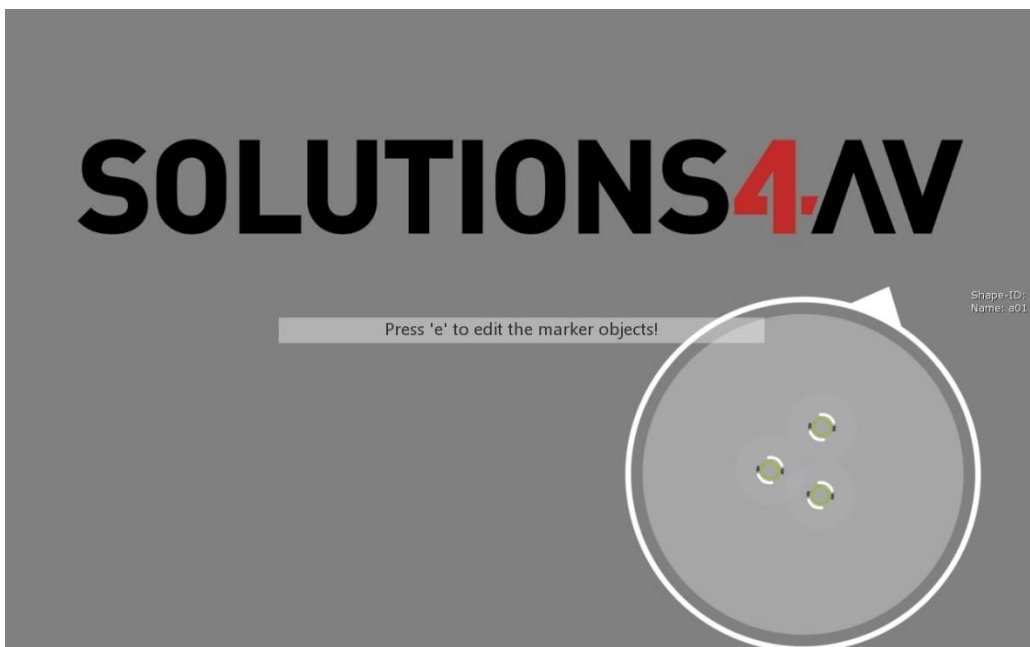 SOLUTIONS4AV
Shape-ID:
Name: a01
Press 'e' to edit the marker objects!